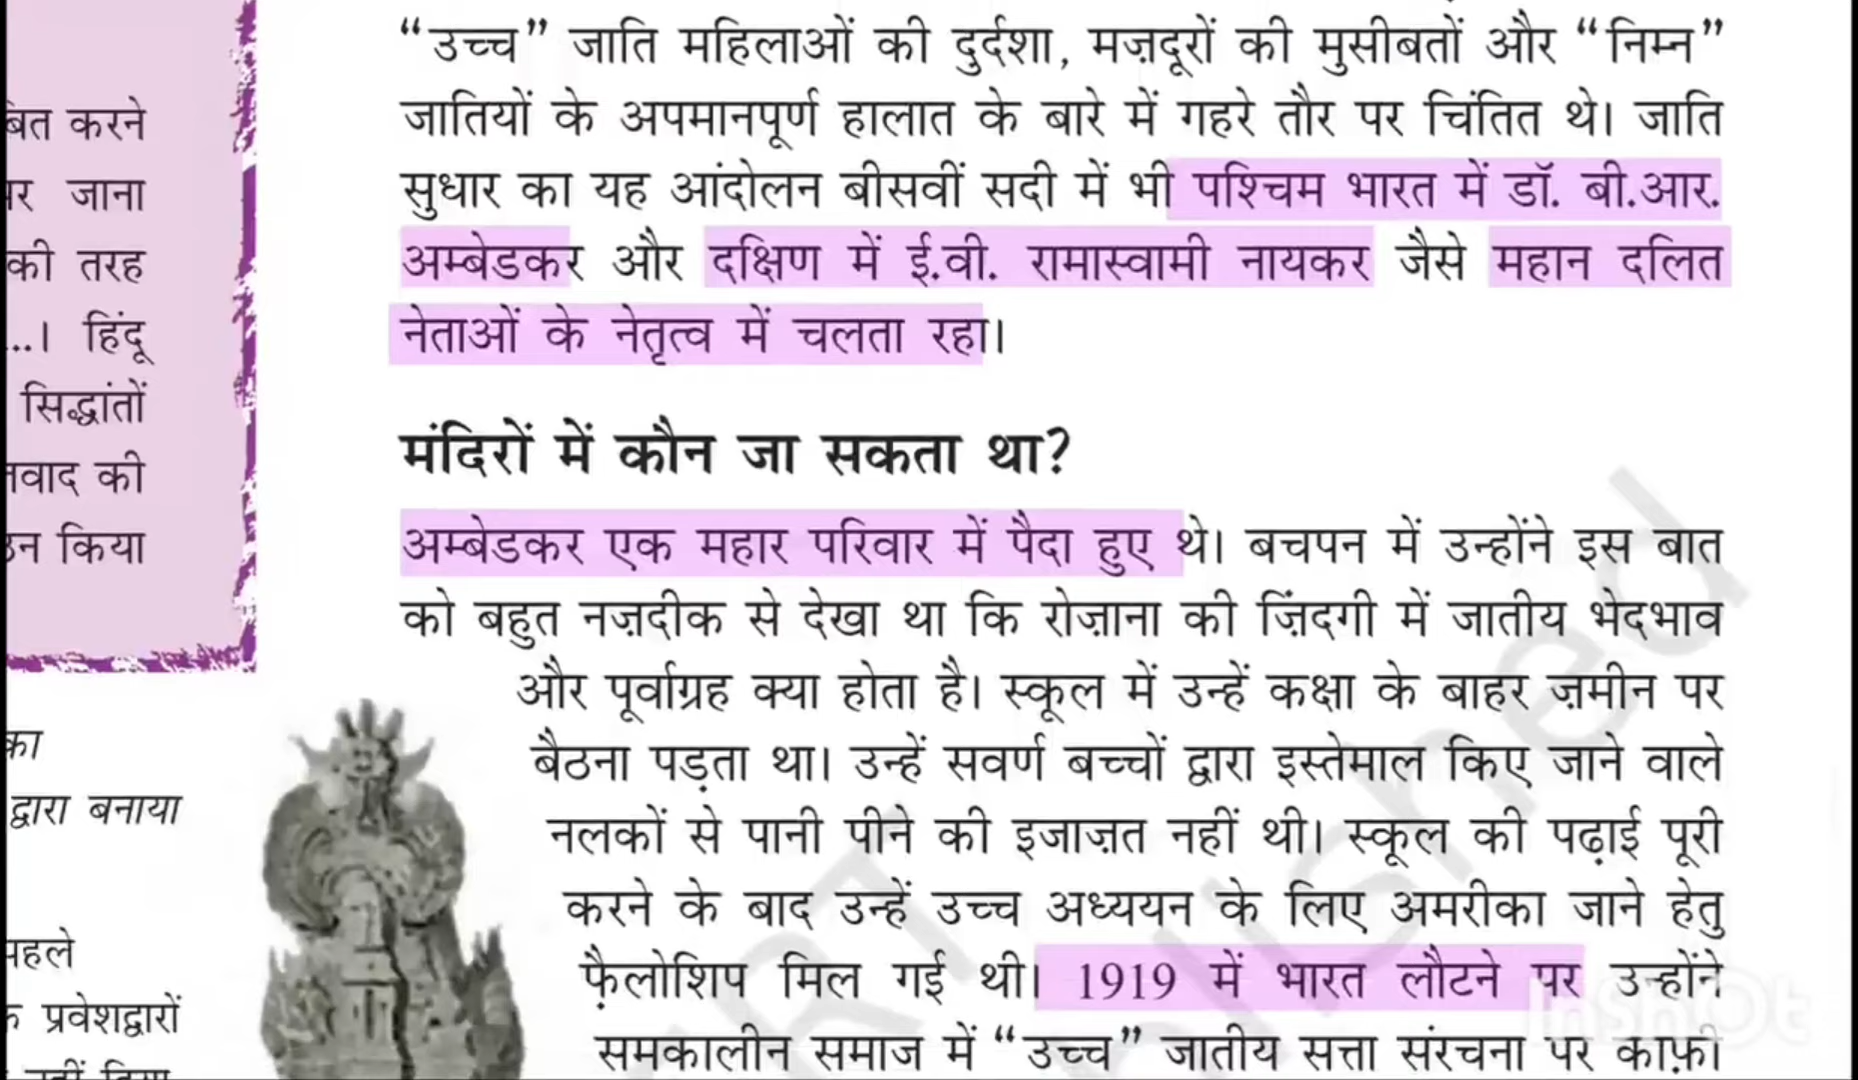 “उच्च” जाति महिलाओं की दुर्दशा, मज़दूरों की मुसीबतों और “निम्न”
जातियों के अपमानपूर्ण हालात के बारे में गहरे तौर पर चिंतित थे। जाति
सुधार का यह आंदोलन बीसवीं सदी में भी पश्चिम भारत में डॉ. बी.आर.
अम्बेडकर और दक्षिण में ई.वी. रामास्वामी नायकर जैसे महान दलित
नेताओं के नेतृत्व में चलता रहा।
मंदिरों में कौन जा सकता था?
अम्बेडकर एक महार परिवार में पैदा हुए थे। बचपन में उन्होंने इस बात
को बहुत नज़दीक से देखा था कि रोज़ाना की ज़िंदगी में जातीय भेदभाव
और पूर्वाग्रह क्या होता है। स्कूल में उन्हें कक्षा के बाहर ज़मीन पर
बैठना पड़ता था। उन्हें सवर्ण बच्चों द्वारा इस्तेमाल किए जाने वाले
नलकों से पानी पीने की इजाज़त नहीं थी। स्कूल की पढ़ाई पूरी
करने के बाद उन्हें उच्च अध्ययन के लिए अमरीका जाने हेतु
फ़ैलोशिप मिल गई थी। 1919 में भारत लौटने पर उन्होंने
समकालीन समाज में “उच्च” जातीय सत्ता संरचना पर काफ़ी
करने
जाना
की तरह
...। हिंदू
सिद्धांतों
की
किया
का
द्वारा बनाया
प्रवेशद्वारों
InShOt